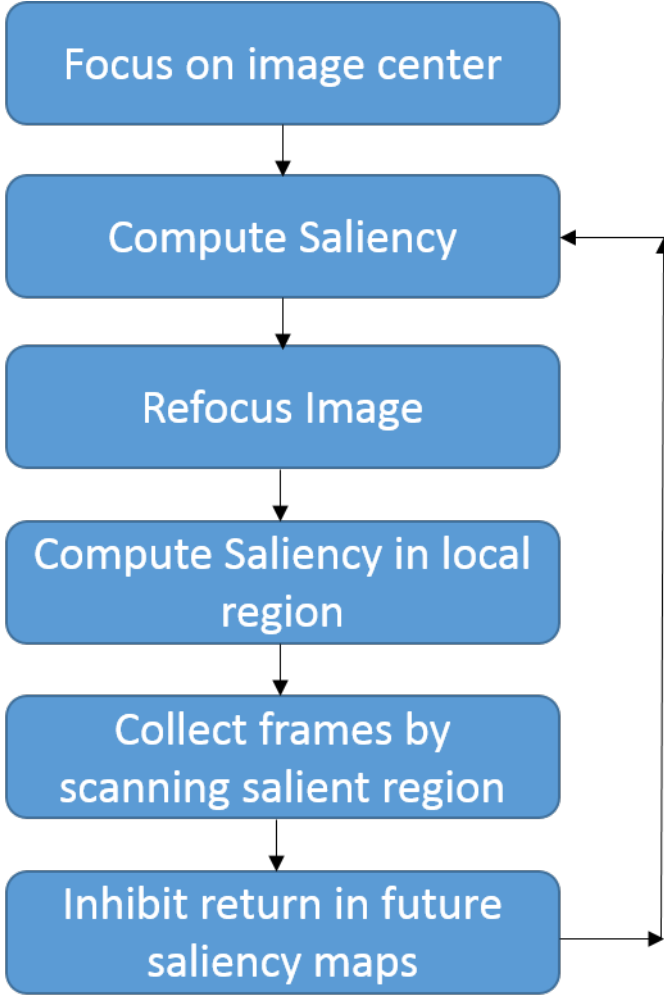 Focus on image center
Compute Saliency
Refocus Image
Compute Saliency in local
region
Collect frames by
scanning salient region
Inhibit return in future
saliency maps